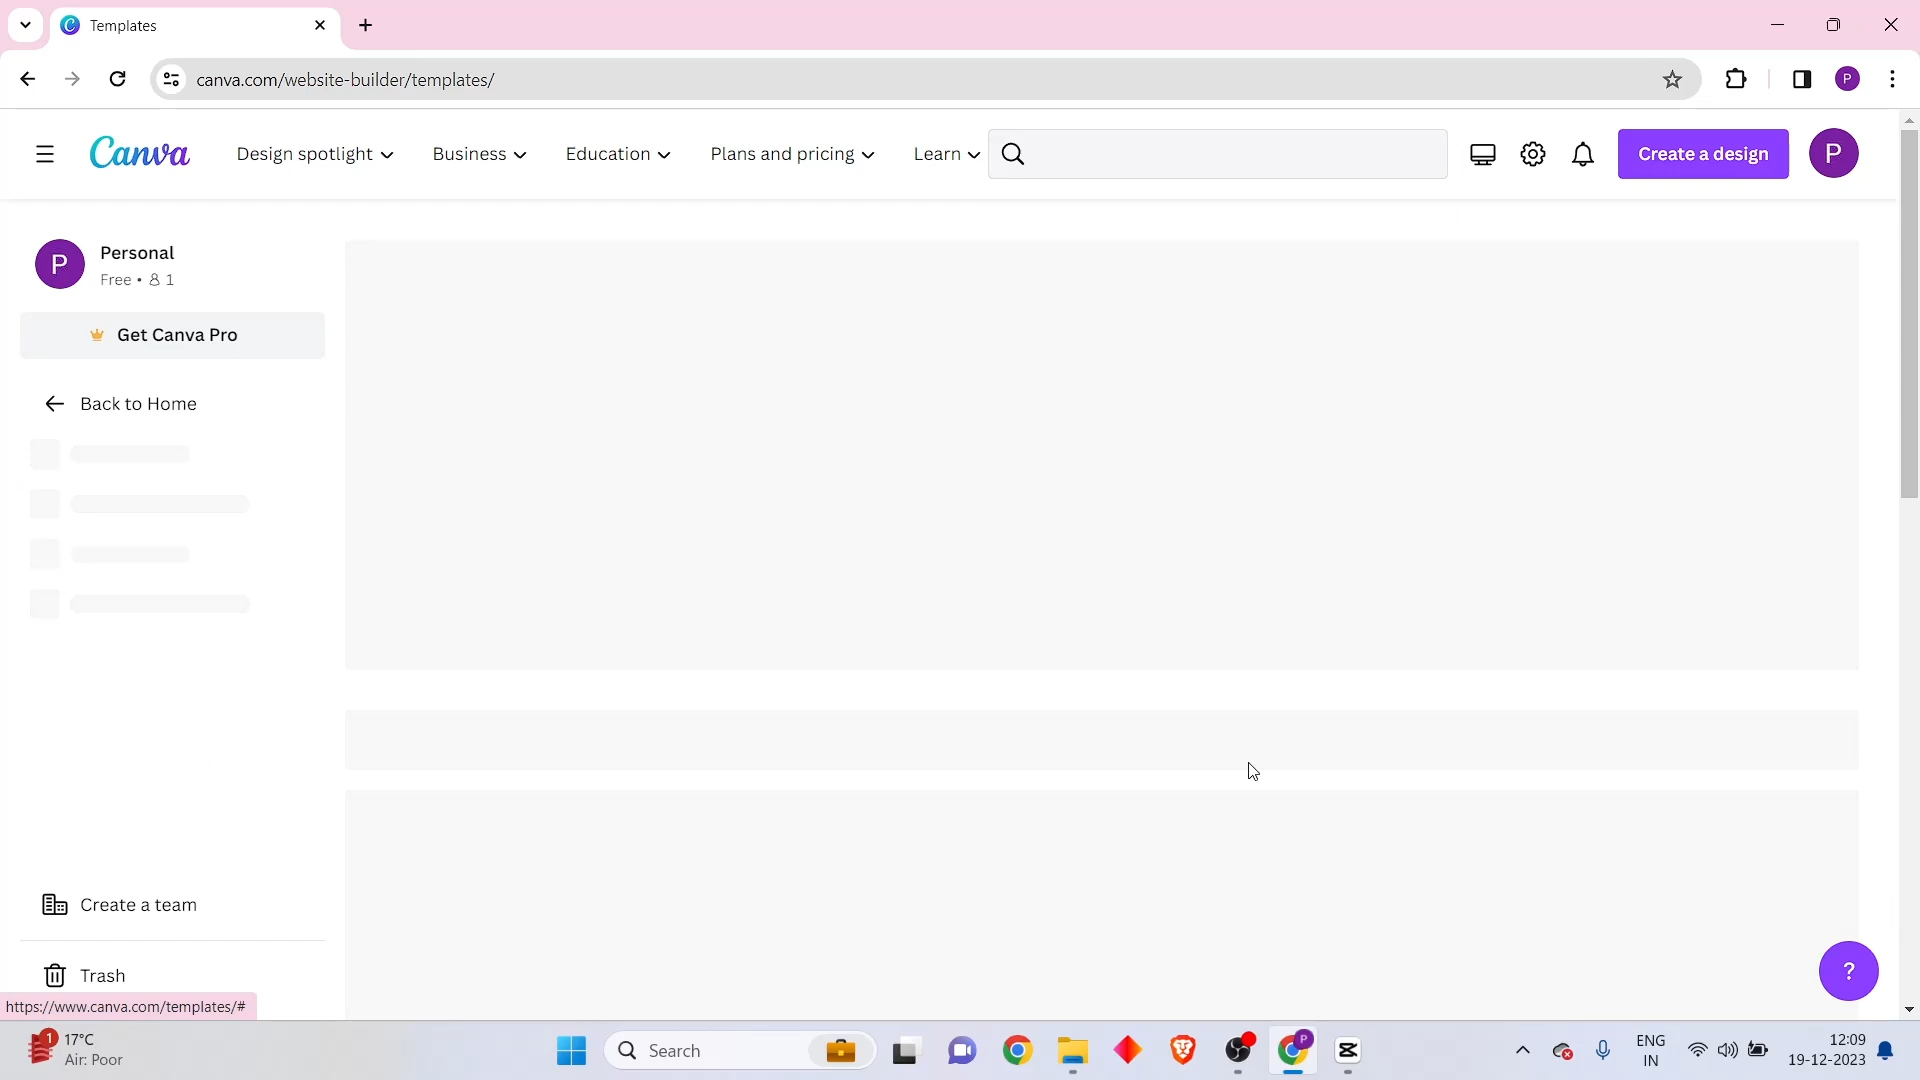 Templates
canva.com/website-builder/templates/
Canva
Design spotlight
Business
Education
Plans and pricing
Learn
Create a design
P
P
P
Personal
Free • 1
Get Canva Pro
Back to Home
Create a team
Trash
?
https://www.canva.com/templates/#
1
17°C
Air: Poor
Search
P
ENG
IN
12:09
19-12-2023